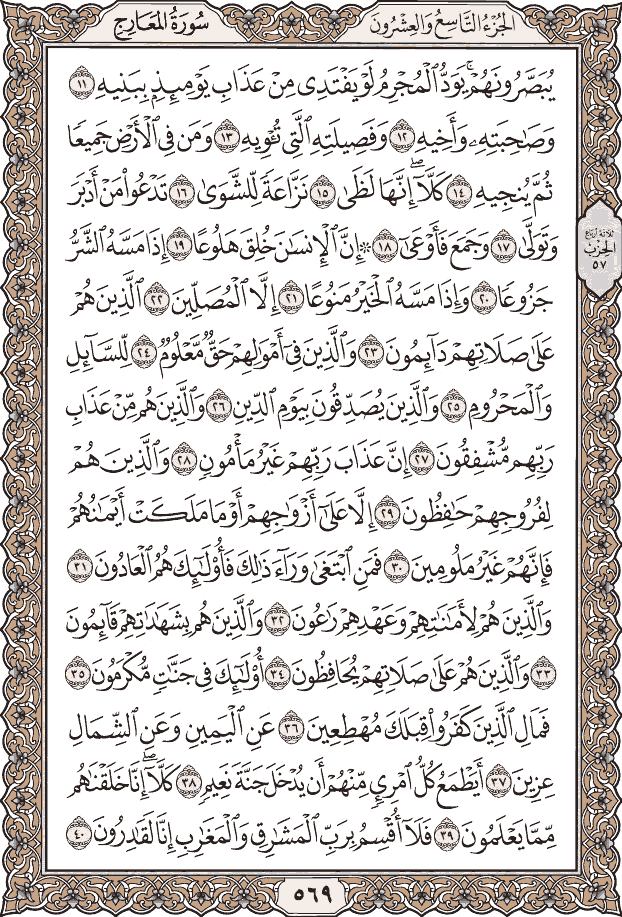 سُورَةُ المَعَارِجِ
الجُزْءُ التَّاسِعُ وَالعِشْرُونَ
يُبَصَّرُونَهُمْۚ يَوَدُّ ٱلْمُجْرِمُ لَوْ يَفْتَدِى مِنْ عَذَابِ يَوْمِئِذِۭ بِبَنِيهِ ١١
وَصَٰحِبَتِهِۦ وَأَخِيهِ ١٢ وَفَصِيلَتِهِ ٱلَّتِى تُـْٔوِيهِ ١٣ وَمَن فِى ٱلْأَرْضِ جَمِيعًا
ثُمَّ يُنجِيهِ ١٤ كَلَّآۖ إِنَّهَا لَظَىٰ ١٥ نَزَّاعَةً لِّلشَّوَىٰ ١٦ تَدْعُوا۟ مَنْ أَدْبَرَ
وَتَوَلَّىٰ ١٧ وَجَمَعَ فَأَوْعَىٰٓ ١٨ ۞ إِنَّ ٱلْإِنسَٰنَ خُلِقَ هَلُوعًا ١٩ إِذَا مَسَّهُ ٱلشَّرُّ
جَزُوعًا ٢٠ وَإِذَا مَسَّهُ ٱلْخَيْرُ مَنُوعًا ٢١ إِلَّا ٱلْمُصَلِّينَ ٢٢ ٱلَّذِينَ هُمْ
عَلَىٰ صَلَاتِهِمْ دَآئِمُونَ ٢٣ وَٱلَّذِينَ فِىٓ أَمْوَٰلِهِمْ حَقٌّ مَّعْلُومٌ ٢٤ لِّلسَّآئِلِ
وَٱلْمَحْرُومِ ٢٥ وَٱلَّذِينَ يُصَدِّقُونَ بِيَوْمِ ٱلدِّينِ ٢٦ وَٱلَّذِينَ هُم مِّنْ عَذَابِ
رَبِّهِم مُّشْفِقُونَ ٢٧ إِنَّ عَذَابَ رَبِّهِمْ غَيْرُ مَأْمُونٍ ٢٨ وَٱلَّذِينَ هُمْ
لِفُرُوجِهِمْ حَٰفِظُونَ ٢٩ إِلَّا عَلَىٰٓ أَزْوَٰجِهِمْ أَوْ مَا مَلَكَتْ أَيْمَٰنُهُمْ
فَإِنَّهُمْ غَيْرُ مَلُومِينَ ٣٠ فَمَنِ ٱبْتَغَىٰ وَرَآءَ ذَٰلِكَ فَأُو۟لَٰٓئِكَ هُمُ ٱلْعَادُونَ ٣١
وَٱلَّذِينَ هُمْ لِأَمَٰنَٰتِهِمْ وَعَهْدِهِمْ رَٰعُونَ ٣٢ وَٱلَّذِينَ هُم بِشَهَٰدَٰتِهِمْ قَآئِمُونَ
٣٣ وَٱلَّذِينَ هُمْ عَلَىٰ صَلَاتِهِمْ يُحَافِظُونَ ٣٤ أُو۟لَٰٓئِكَ فِى جَنَّٰتٍ مُّكْرَمُونَ ٣٥
فَمَالِ ٱلَّذِينَ كَفَرُوا۟ قِبَلَكَ مُهْطِعِينَ ٣٦ عَنِ ٱلْيَمِينِ وَعَنِ ٱلشِّمَالِ
عِزِينَ ٣٧ أَيَطْمَعُ كُلُّ ٱمْرِئٍ مِّنْهُمْ أَن يُدْخَلَ جَنَّةَ نَعِيمٍ ٣٨ كَلَّآۖ إِنَّا خَلَقْنَٰهُم
مِّمَّا يَعْلَمُونَ ٣٩ فَلَآ أُقْسِمُ بِرَبِّ ٱلْمَشَٰرِقِ وَٱلْمَغَٰرِبِ إِنَّا لَقَٰدِرُونَ ٤٠
ثلاثة أرباع
الحزب
٥٧
٥٦٩